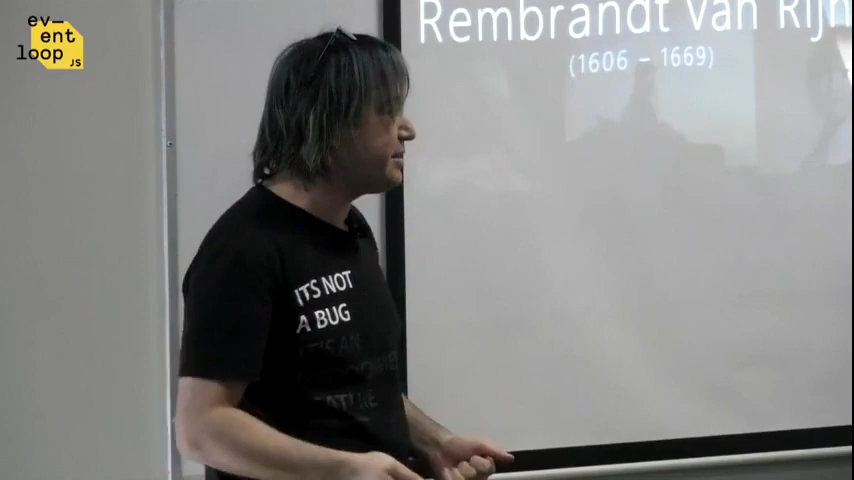 ev—
ent
loop JS
Rembrandt van Rijn
(1606 – 1669)
ITS NOT
A BUG